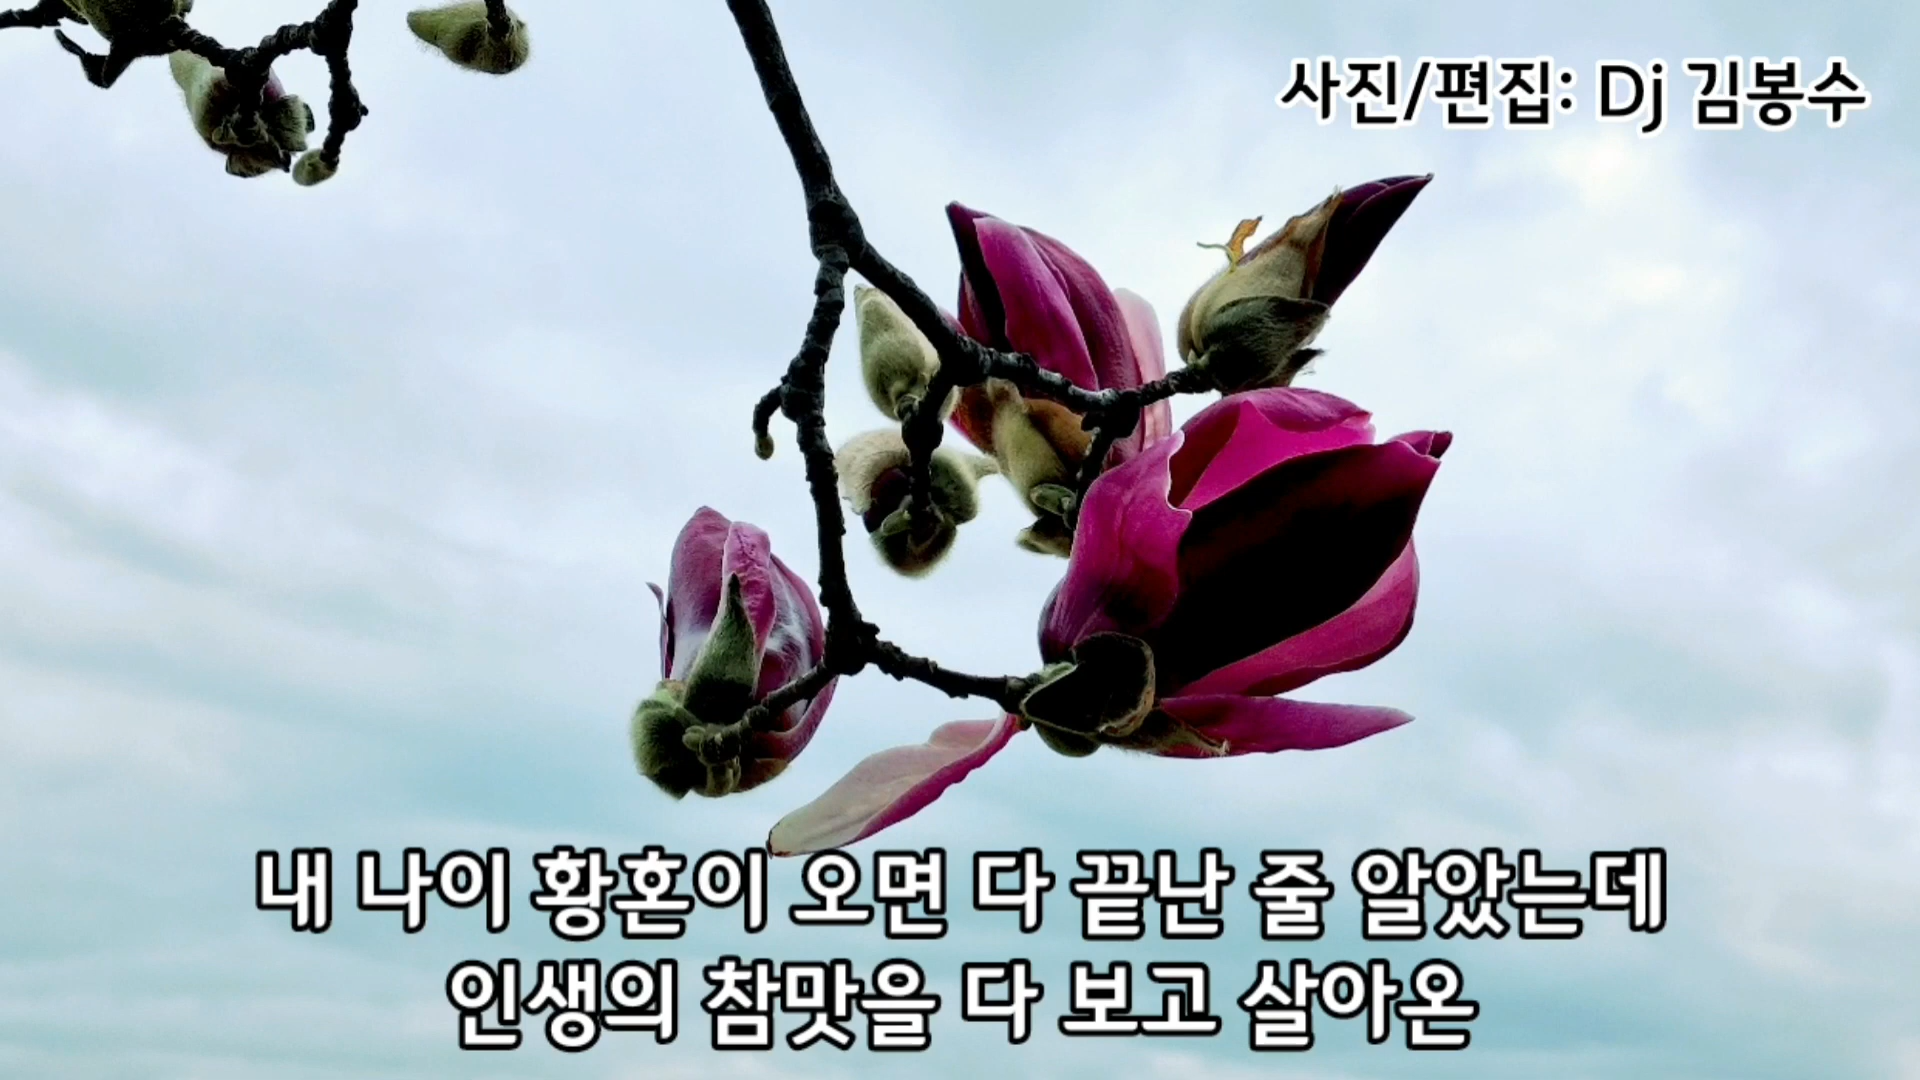 사진/편집: Dj 김봉수
내 나이 황혼이 오면 다 끝난 줄 알았는데
인생의 참맛을 다 보고 살아온